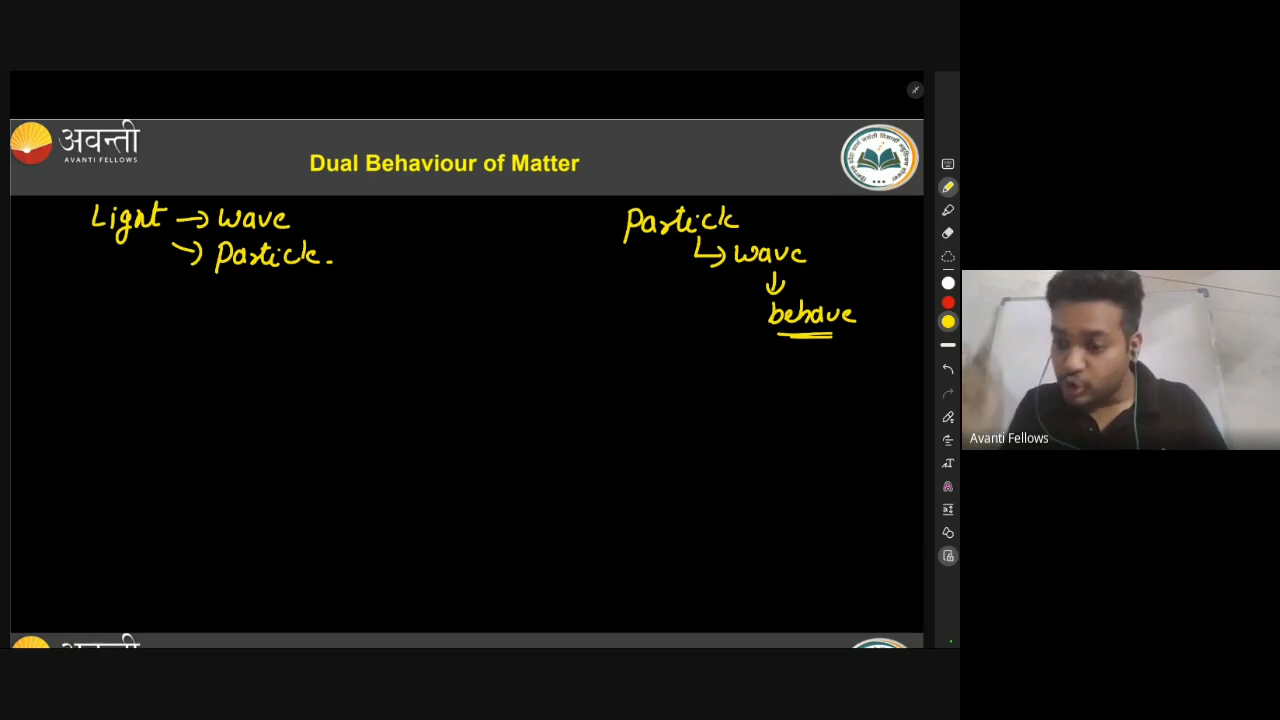 अवन्ती
AVANTI FELLOWS
Dual Behaviour of Matter
Light → wave
→ Particle.
Particle
↳ wave
↓
behave
Avanti Fellows